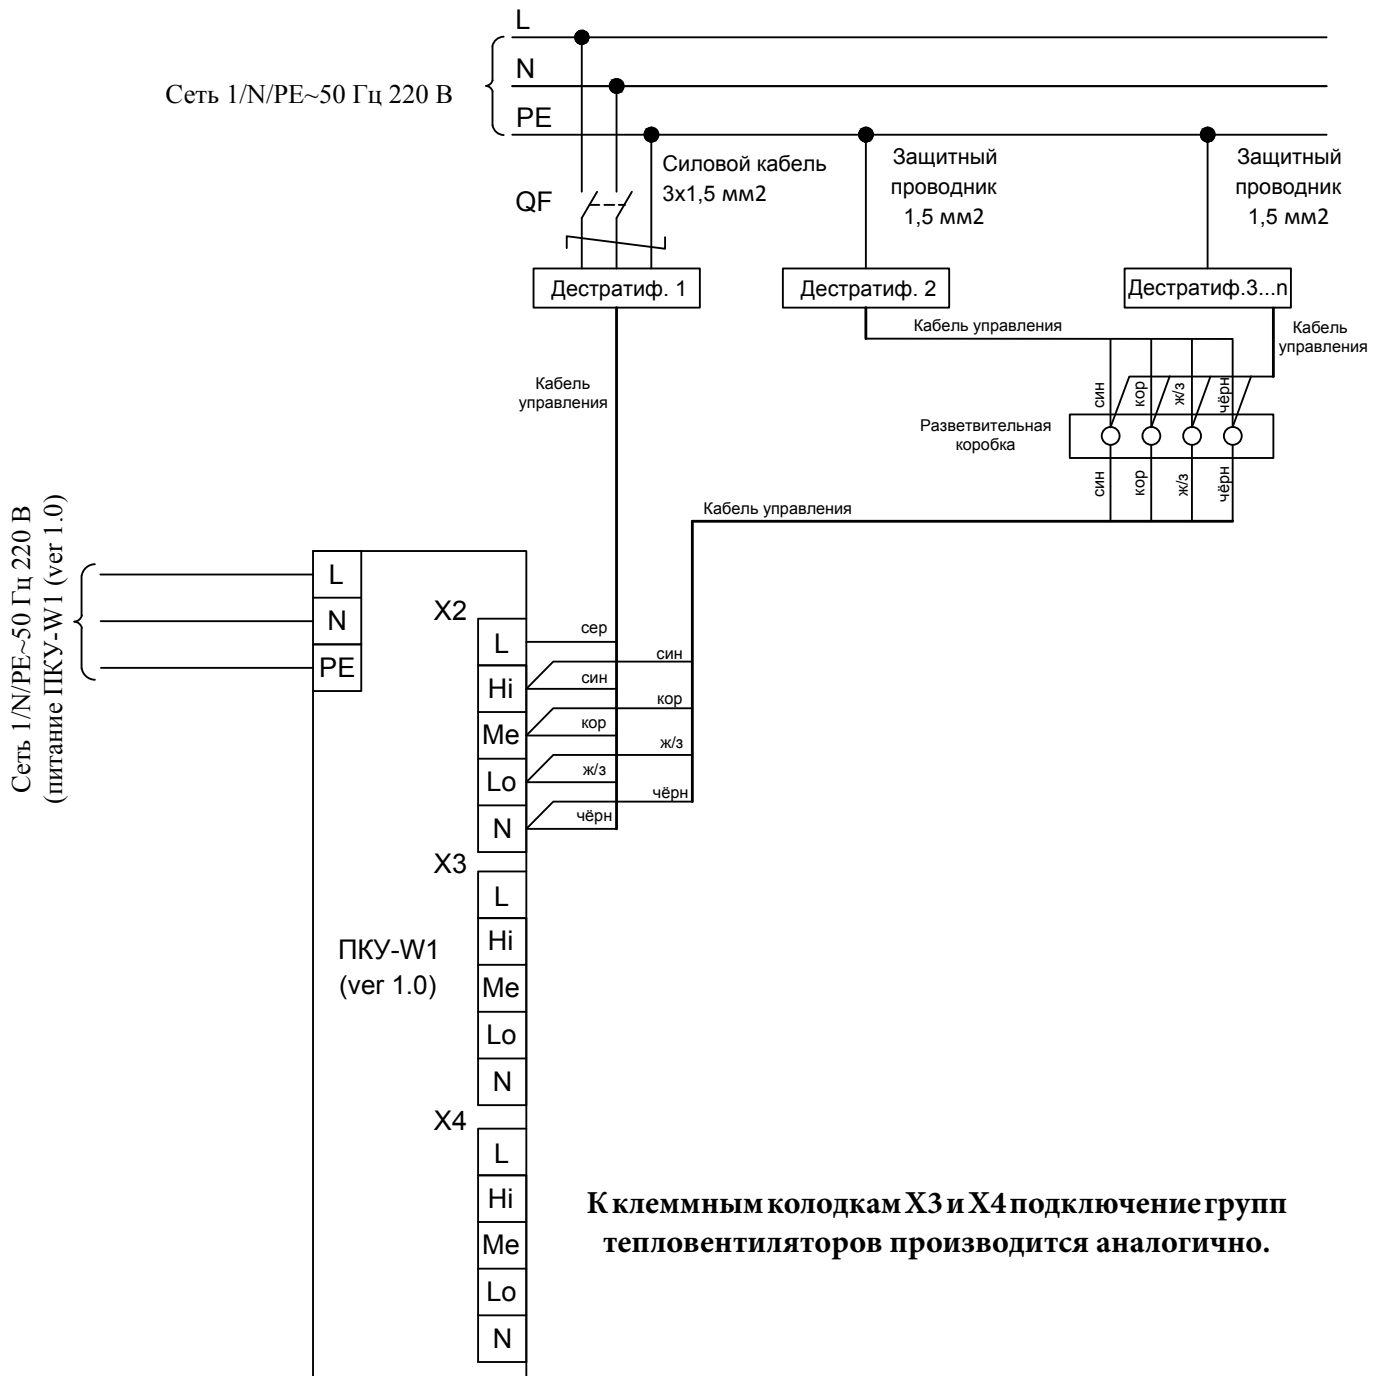 L
N
Сеть 1/N/PE~50 Гц 220 В
PE
Силовой кабель
3х1,5 мм2
Защитный
проводник
1,5 мм2
Защитный
проводник
1,5 мм2
QF
Дестратиф. 1
Дестратиф. 2
Дестратиф.3...n
Кабель управления
Кабель
управления
Кабель
управления
син
кор
ж/з
чёрн
Разветвительная
коробка
син
кор
ж/з
чёрн
Кабель управления
Сеть 1/N/PE~50 Гц 220 В
(питание ПКУ-W1 (ver 1.0)
L
N
PE
X2
L
Hi
Me
Lo
N
сер
син
син
кор
кор
ж/з
ж/з
чёрн
чёрн
X3
L
Hi
Me
Lo
N
ПКУ-W1
(ver 1.0)
X4
L
Hi
Me
Lo
N
К клеммным колодкам X3 и X4 подключение групп
тепловентиляторов производится аналогично.